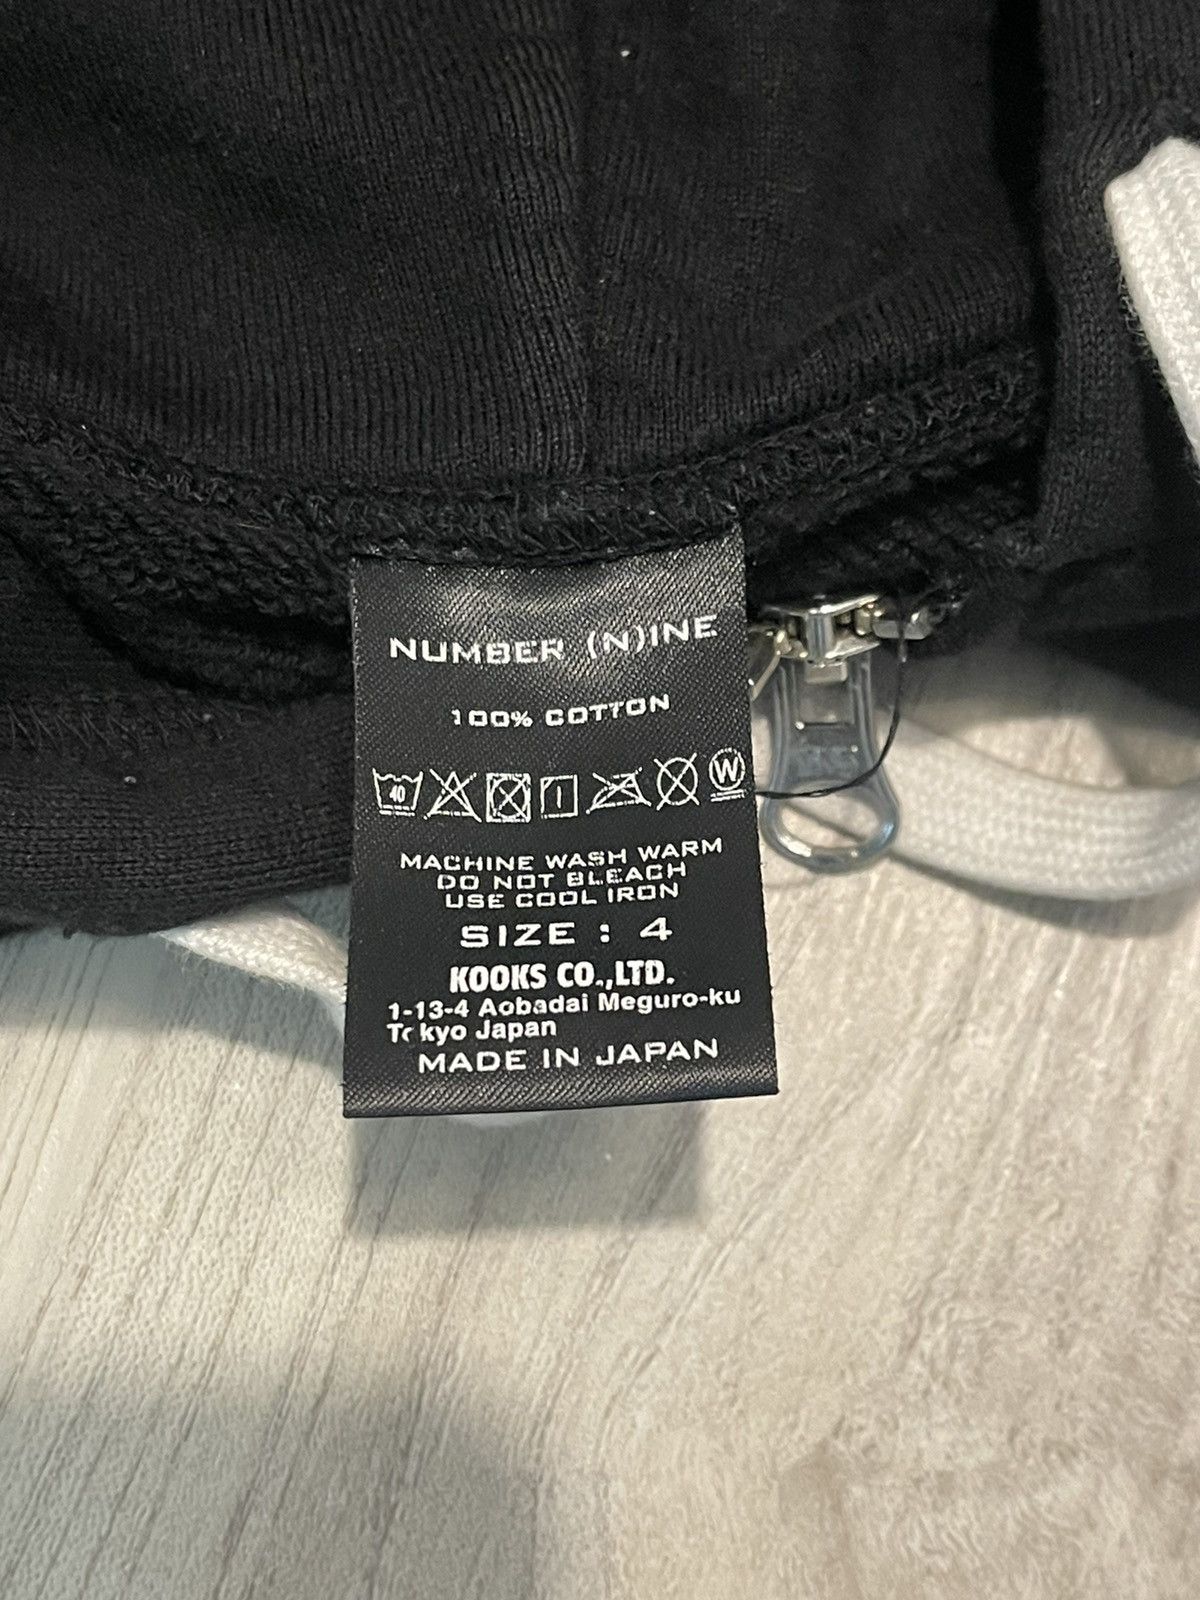 NUMBER (N)INE
100% COTTON
40 W
MACHINE WASH WARM
DO NOT BLEACH
USE COOL IRON
SIZE : 4
KOOKS CO.,LTD.
1-13-4 Aobadai Meguro-ku
Tokyo Japan
MADE IN JAPAN